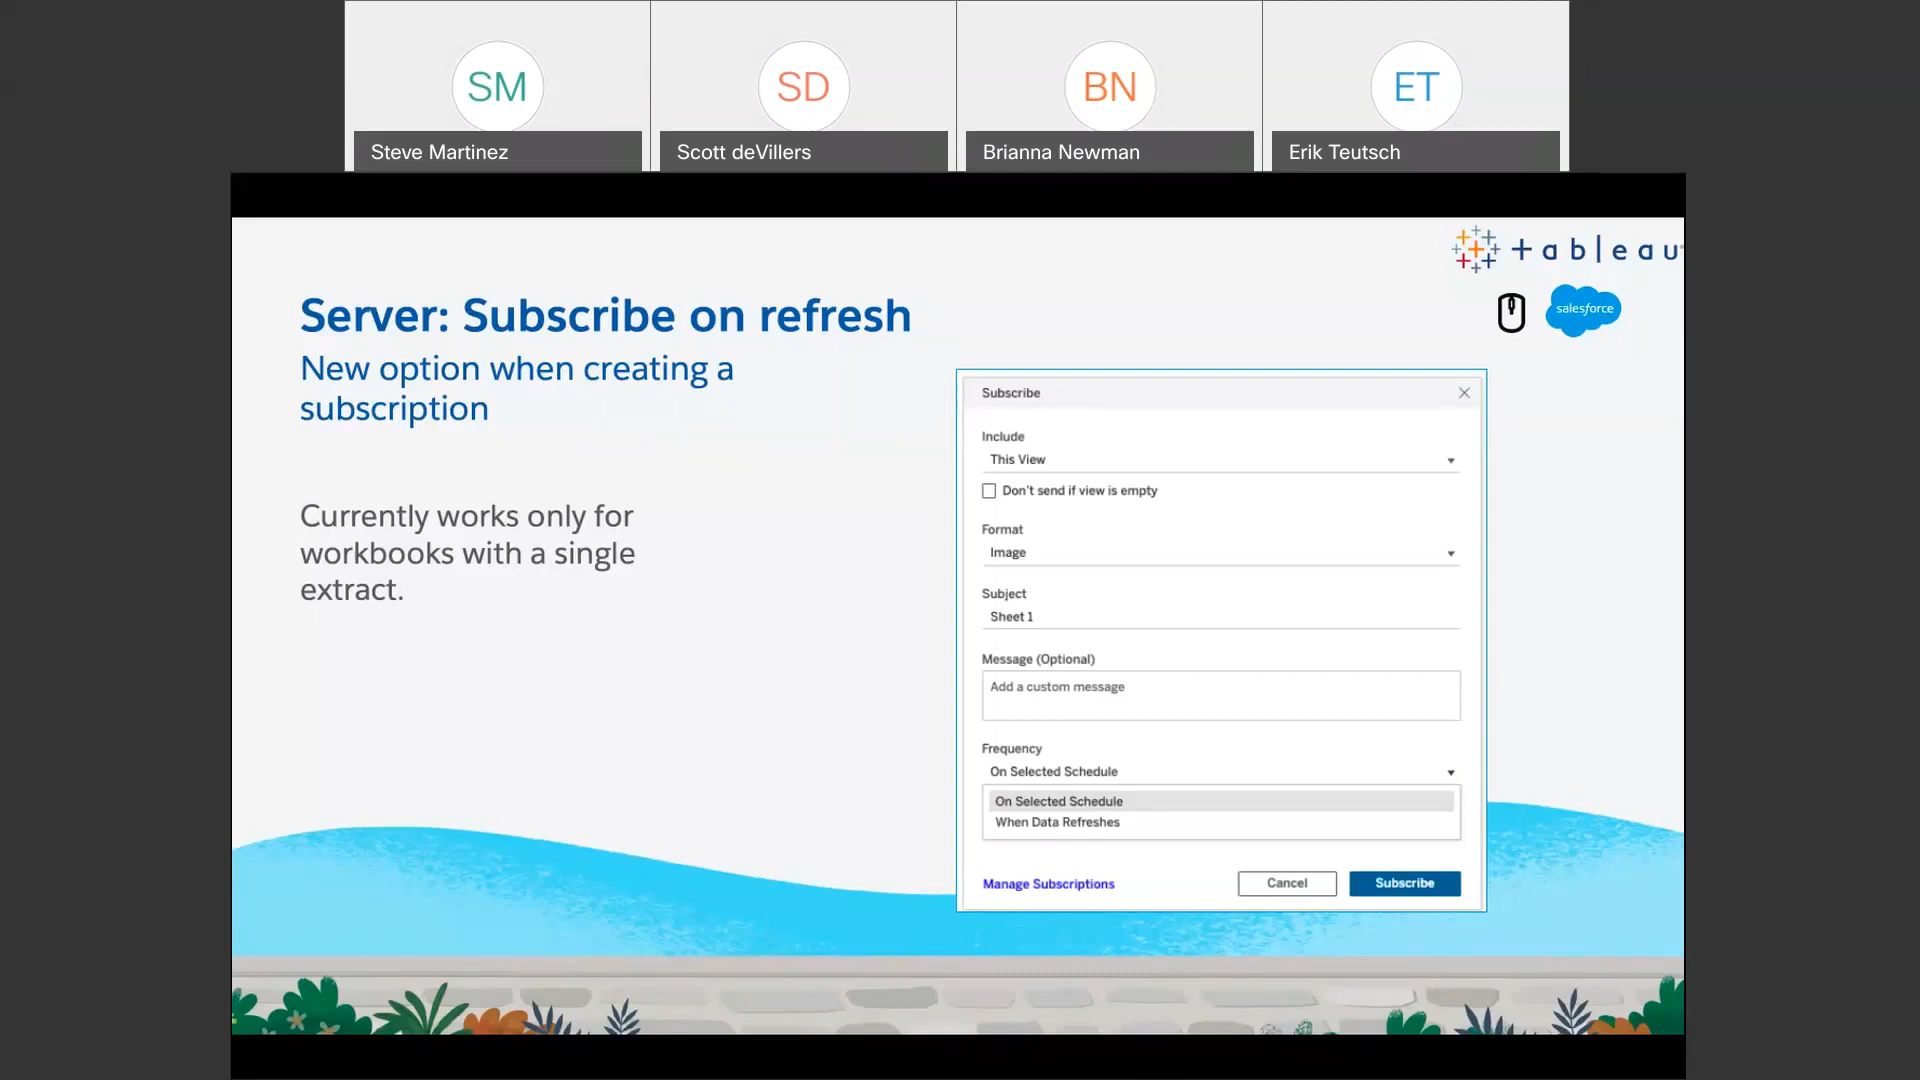 SM
SD
BN
ET
Steve Martinez
Scott deVillers
Brianna Newman
Erik Teutsch
+ a b | e a u
salesforce
Server: Subscribe on refresh
New option when creating a
subscription
Currently works only for
workbooks with a single
extract.
Subscribe
Include
This View
Don't send if view is empty
Format
Image
Subject
Sheet 1
Message (Optional)
Add a custom message
Frequency
On Selected Schedule
On Selected Schedule
When Data Refreshes
Manage Subscriptions
Cancel
Subscribe